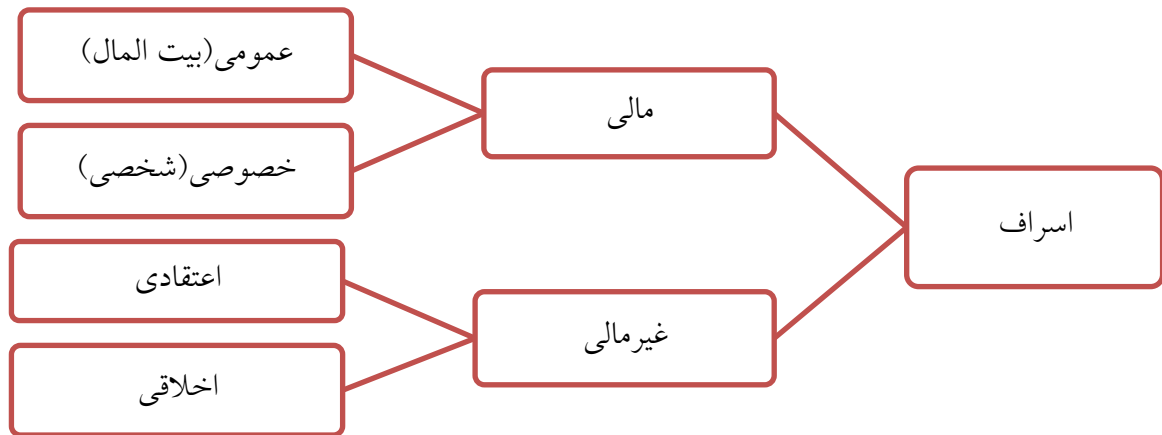 اسراف
مالی
عمومی(بیت المال)
خصوصی(شخصی)
غیرمالی
اعتقادی
اخلاقی